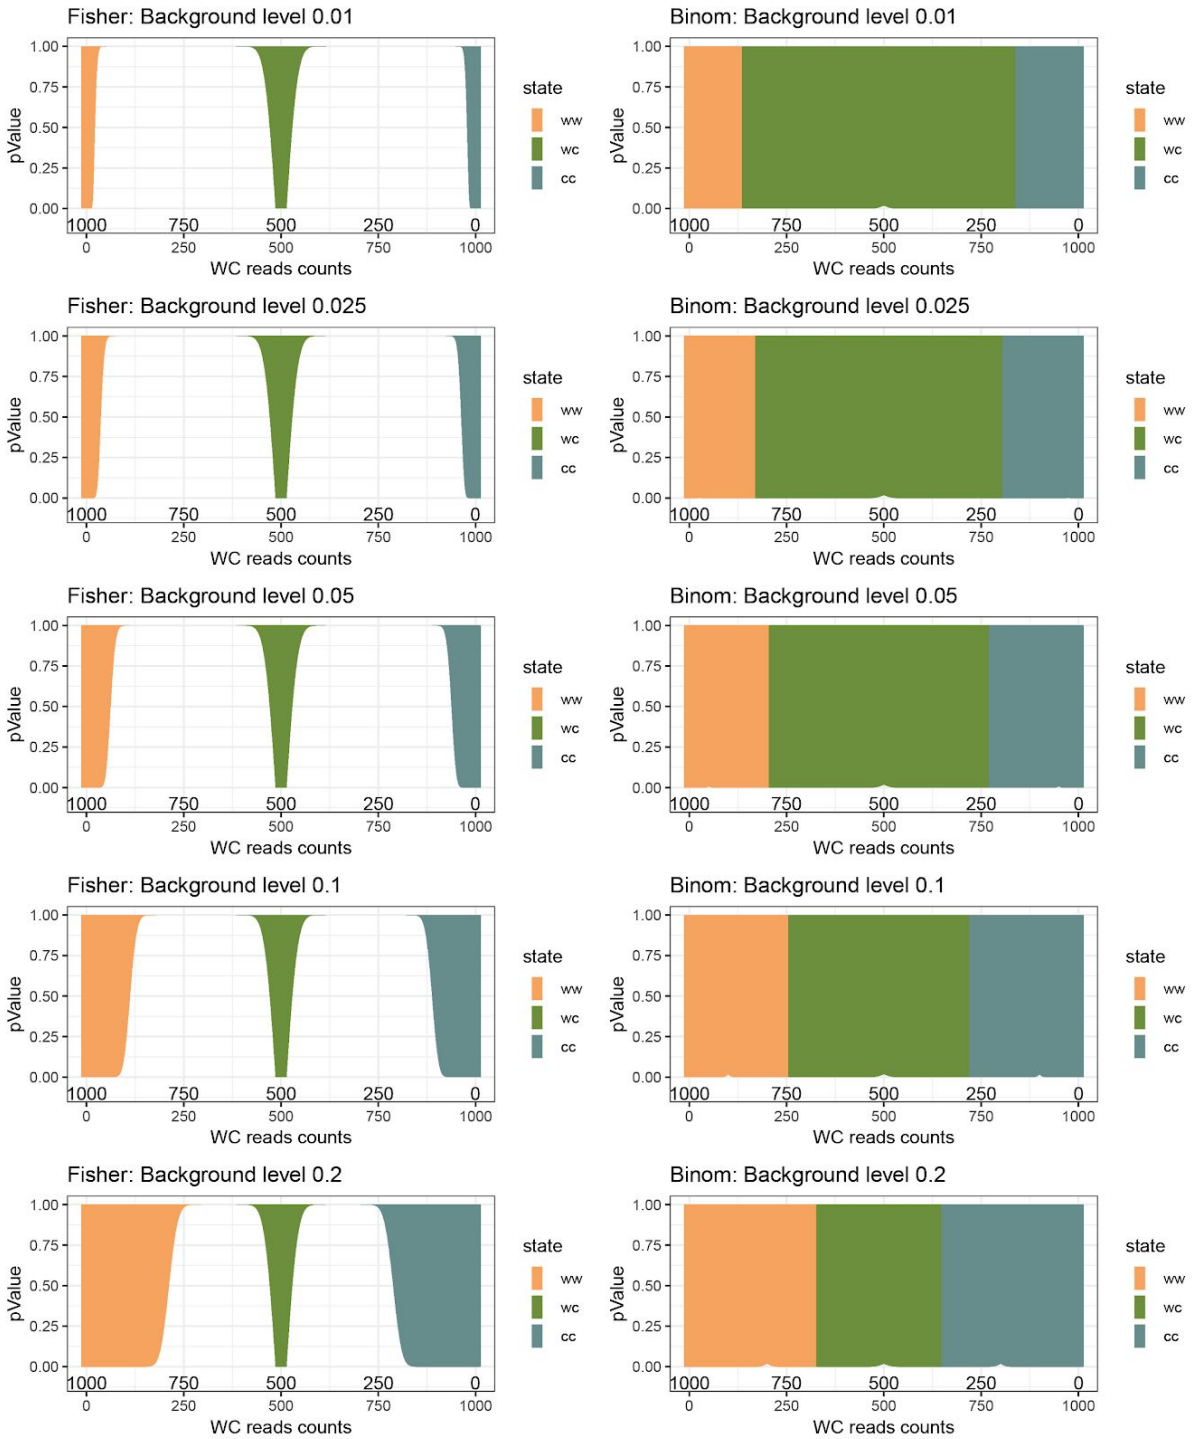 Fisher: Background level 0.01
1.00
0.75
0.50
0.25
0.00
pValue
1000 750 500 250 0
0 250 500 750 1000
WC reads counts
state
ww
wc
cc
Binom: Background level 0.01
1.00
0.75
0.50
0.25
0.00
pValue
1000 750 500 250 0
0 250 500 750 1000
WC reads counts
state
ww
wc
cc
Fisher: Background level 0.025
1.00
0.75
0.50
0.25
0.00
pValue
1000 750 500 250 0
0 250 500 750 1000
WC reads counts
state
ww
wc
cc
Binom: Background level 0.025
1.00
0.75
0.50
0.25
0.00
pValue
1000 750 500 250 0
0 250 500 750 1000
WC reads counts
state
ww
wc
cc
Fisher: Background level 0.05
1.00
0.75
0.50
0.25
0.00
pValue
1000 750 500 250 0
0 250 500 750 1000
WC reads counts
state
ww
wc
cc
Binom: Background level 0.05
1.00
0.75
0.50
0.25
0.00
pValue
1000 750 500 250 0
0 250 500 750 1000
WC reads counts
state
ww
wc
cc
Fisher: Background level 0.1
1.00
0.75
0.50
0.25
0.00
pValue
1000 750 500 250 0
0 250 500 750 1000
WC reads counts
state
ww
wc
cc
Binom: Background level 0.1
1.00
0.75
0.50
0.25
0.00
pValue
1000 750 500 250 0
0 250 500 750 1000
WC reads counts
state
ww
wc
cc
Fisher: Background level 0.2
1.00
0.75
0.50
0.25
0.00
pValue
1000 750 500 250 0
0 250 500 750 1000
WC reads counts
state
ww
wc
cc
Binom: Background level 0.2
1.00
0.75
0.50
0.25
0.00
pValue
1000 750 500 250 0
0 250 500 750 1000
WC reads counts
state
ww
wc
cc